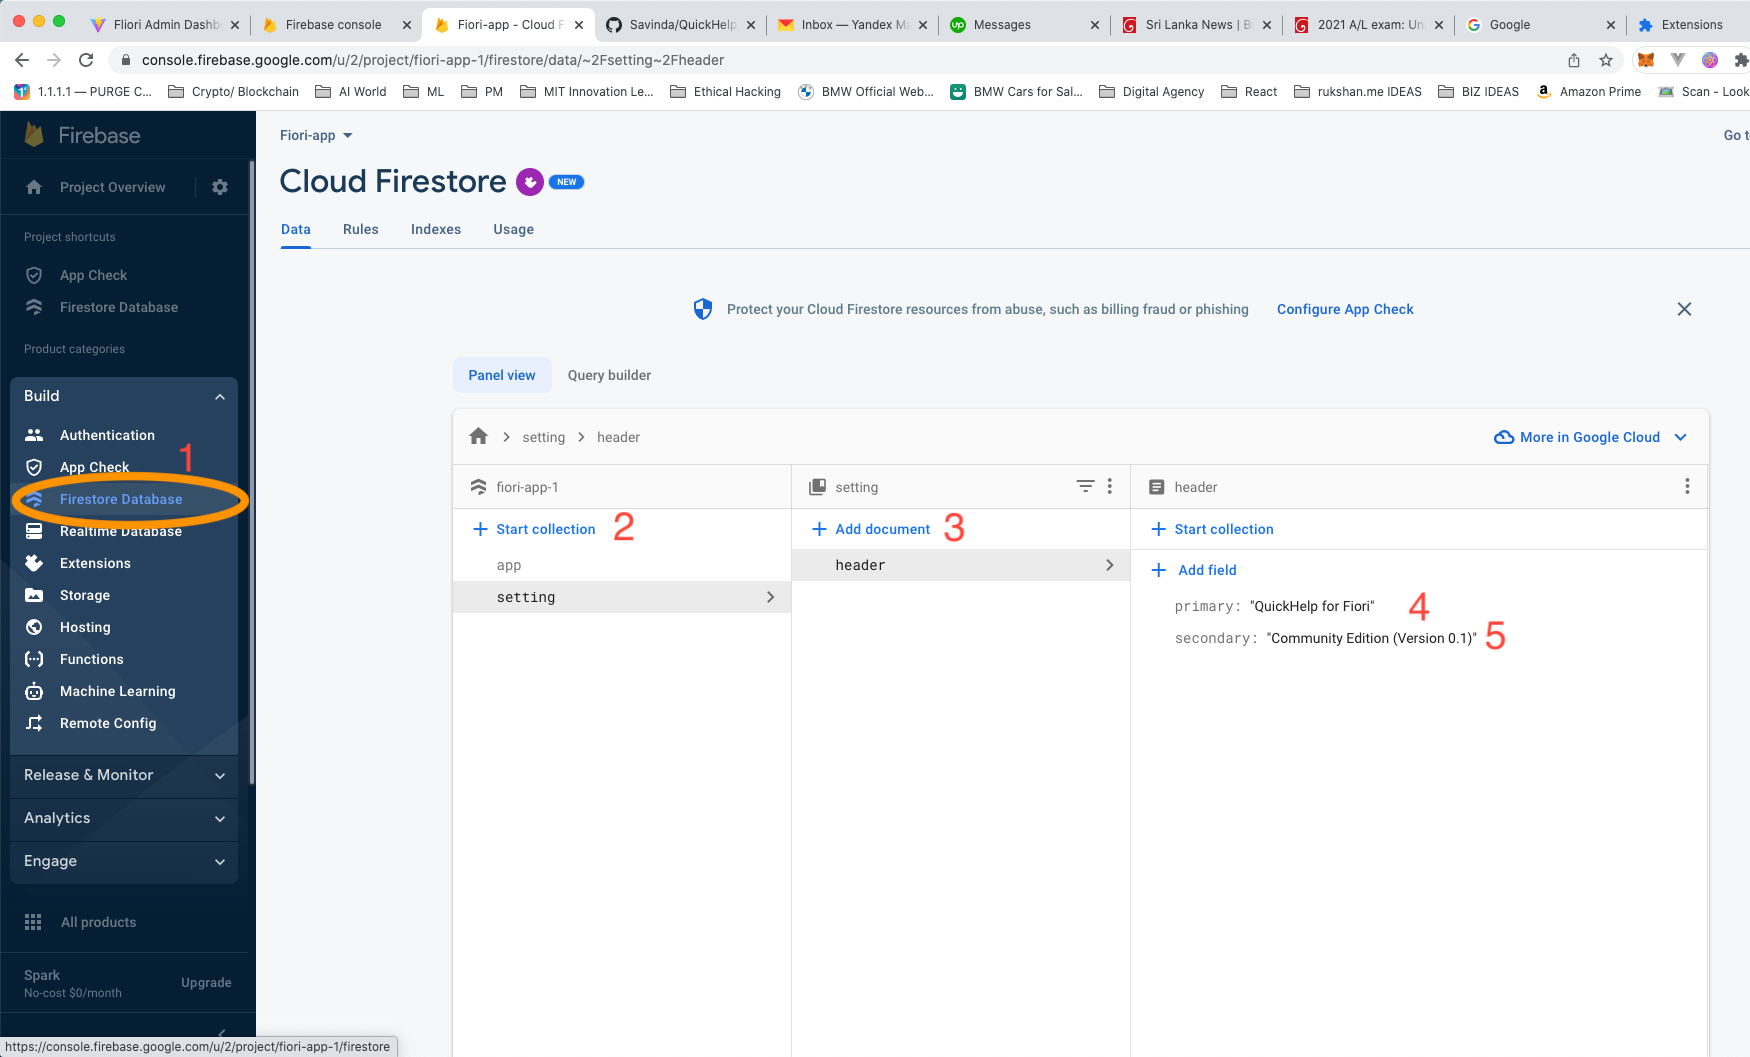 Fliori Admin Dashb
Firebase console
Fiori-app - Cloud F
Savinda/QuickHelp
Inbox — Yandex Ma
Messages
Sri Lanka News | B
2021 A/L exam: Un
Google
Extensions
console.firebase.google.com/u/2/project/fiori-app-1/firestore/data/~2Fsetting~2Fheader
1.1.1.1 — PURGE C...
Crypto/ Blockchain
AI World
ML
PM
MIT Innovation Le...
Ethical Hacking
BMW Official Web...
BMW Cars for Sal...
Digital Agency
React
rukshan.me IDEAS
BIZ IDEAS
Amazon Prime
Scan - Look
Firebase
Project Overview
Project shortcuts
App Check
Firestore Database
Product categories
Build
Authentication
App Check
1
Firestore Database
Realtime Database
Extensions
Storage
Hosting
Functions
Machine Learning
Remote Config
Release & Monitor
Analytics
Engage
All products
Spark
No-cost $0/month
Upgrade
https://console.firebase.google.com/u/2/project/fiori-app-1/firestore
Fiori-app
Go t
Cloud Firestore
NEW
Data
Rules
Indexes
Usage
Protect your Cloud Firestore resources from abuse, such as billing fraud or phishing
Configure App Check
Panel view
Query builder
setting
header
More in Google Cloud
fiori-app-1
Start collection
2
app
setting
setting
Add document
3
header
header
Start collection
Add field
primary: "QuickHelp for Fiori"
4
secondary: "Community Edition (Version 0.1)"
5